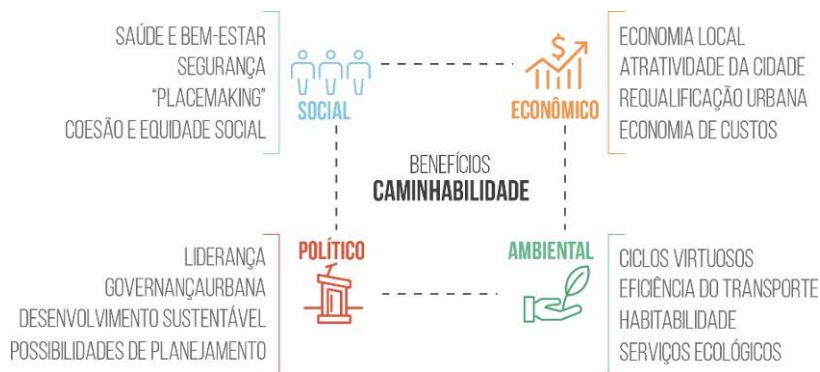 SAÚDE E BEM-ESTAR
SEGURANÇA
"PLACEMAKING"
COESÃO E EQUIDADE SOCIAL
SOCIAL
$
ECONÔMICO
ECONOMIA LOCAL
ATRATIVIDADE DA CIDADE
REQUALIFICAÇÃO URBANA
ECONOMIA DE CUSTOS
BENEFÍCIOS
CAMINHABILIDADE
LIDERANÇA
GOVERNANÇAURBANA
DESENVOLVIMENTO SUSTENTÁVEL
POSSIBILIDADES DE PLANEJAMENTO
POLÍTICO
AMBIENTAL
CICLOS VIRTUOSOS
EFICIÊNCIA DO TRANSPORTE
HABITABILIDADE
SERVIÇOS ECOLÓGICOS